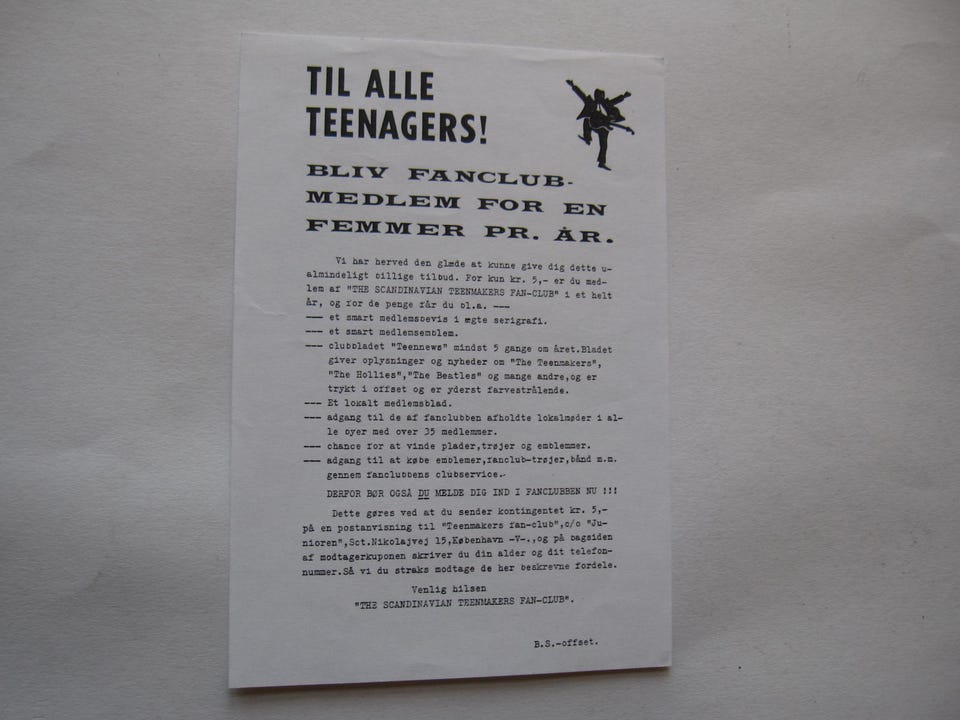 TIL ALLE
TEENAGERS!
BLIV FANCLUB-
MEDLEM FOR EN
FEMMER PR. ÅR.
Vi har herved den glæde at kunne give dig dette u-
almindeligt billige tilbud. For kun kr. 5,- er du med-
lem af "THE SCANDINAVIAN TEENMAKERS FAN-CLUB" i et helt
år, og for de penge får du bl.a. ---
--- et smart medlemsbevis i ægte serigrafi.
--- et smart medlemsemblem.
--- clubbladet "Teennews" mindst 5 gange om året.Bladet
giver oplysninger og nyheder om "The Teenmakers",
"The Hollies","The Beatles" og mange andre,og er
trykt i offset og er yderst farvestrålende.
--- Et lokalt medlemsblad.
--- adgang til de af fanclubben afholdte lokalmøder i al-
le byer med over 35 medlemmer.
--- chance for at vinde plader,trøjer og emblemmer.
--- adgang til at købe emblemer,fanclub-trøjer,bånd m.m.
gennem fanclubbens clubservice.-
DERFOR BØR OGSÅ DU MELDE DIG IND I FANCLUBBEN NU !!!
Dette gøres ved at du sender kontingentet kr. 5,-
på en postanvisning til "Teenmakers fan-club",c/o "Ju-
nioren",Sct.Nikolajvej 15,København -V-.,og på bagsiden
af modtagerkuponen skriver du din alder og dit telefon-
nummer.Så vi du straks modtage de her beskrevne fordele.
Venlig hilsen
"THE SCANDINAVIAN TEENMAKERS FAN-CLUB".
B.S.-offset.